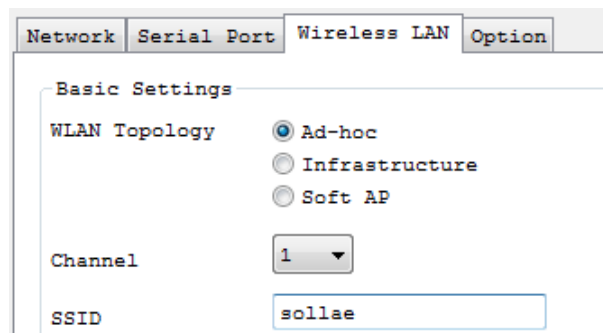 Network Serial Port Wireless LAN Option
Basic Settings
WLAN Topology Ad-hoc
Infrastructure
Soft AP
Channel 1
SSID sollae